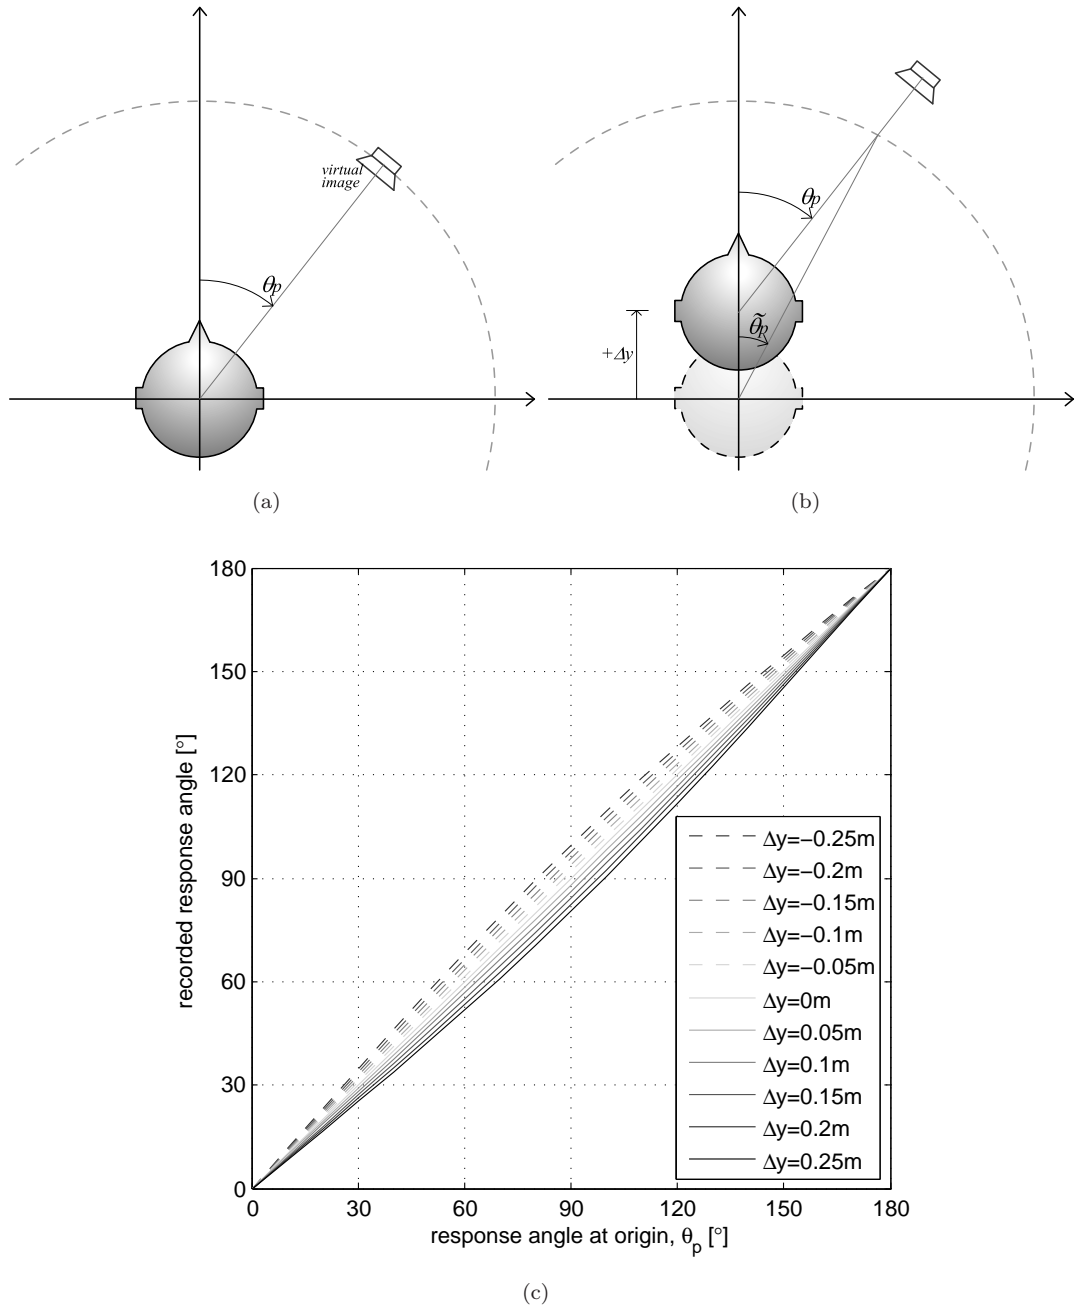 virtual
image
θp
(a)
θp
θ̃p
+Δy
(b)
180
150
120
90
60
30
0
0 30 60 90 120 150 180
recorded response angle [°]
response angle at origin, θp [°]
Δy=−0.25m
Δy=−0.2m
Δy=−0.15m
Δy=−0.1m
Δy=−0.05m
Δy=0m
Δy=0.05m
Δy=0.1m
Δy=0.15m
Δy=0.2m
Δy=0.25m
(c)